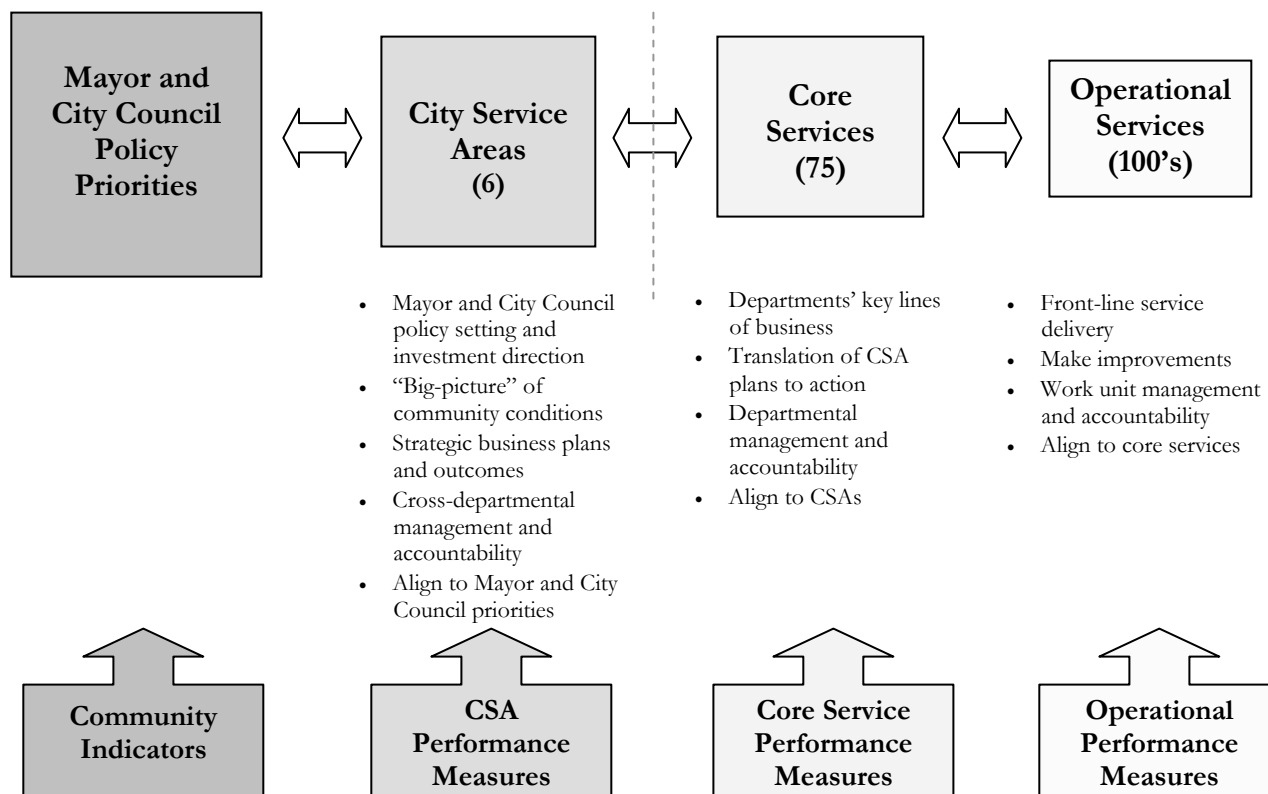 Mayor and
City Council
Policy
Priorities
City Service
Areas
(6)
Core
Services
(75)
Operational
Services
(100’s)
• Mayor and City Council
policy setting and
investment direction
• “Big-picture” of
community conditions
• Strategic business plans
and outcomes
• Cross-departmental
management and
accountability
• Align to Mayor and City
Council priorities
• Departments’ key lines
of business
• Translation of CSA
plans to action
• Departmental
management and
accountability
• Align to CSAs
• Front-line service
delivery
• Make improvements
• Work unit management
and accountability
• Align to core services
Community
Indicators
CSA
Performance
Measures
Core Service
Performance
Measures
Operational
Performance
Measures